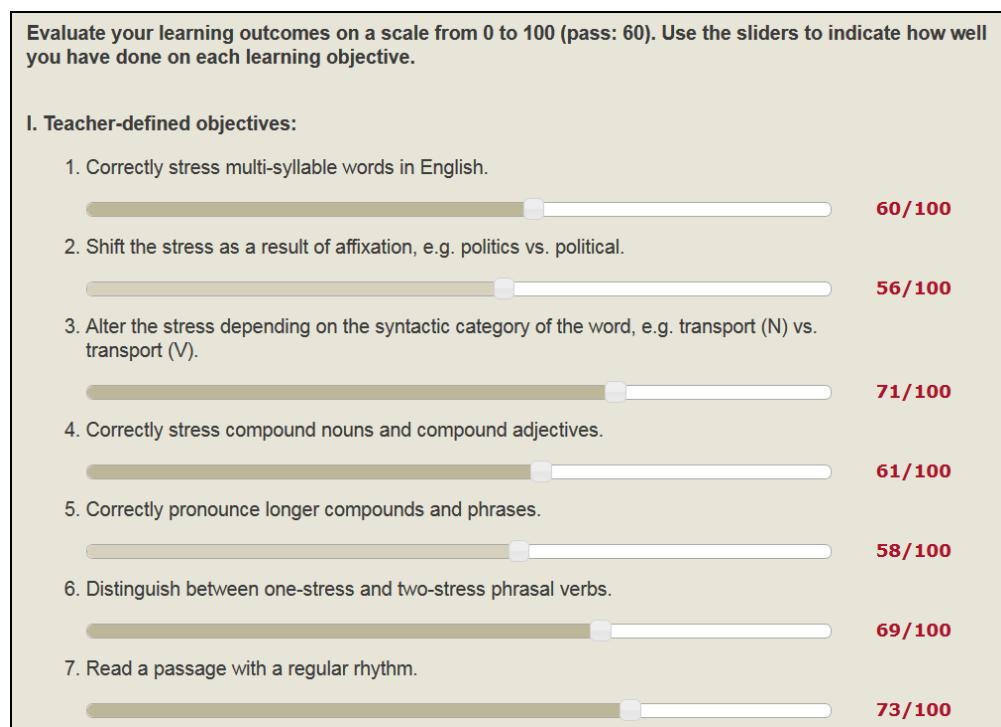 Evaluate your learning outcomes on a scale from 0 to 100 (pass: 60). Use the sliders to indicate how well
you have done on each learning objective.
I. Teacher-defined objectives:
1. Correctly stress multi-syllable words in English.
60/100
2. Shift the stress as a result of affixation, e.g. politics vs. political.
56/100
3. Alter the stress depending on the syntactic category of the word, e.g. transport (N) vs.
transport (V).
71/100
4. Correctly stress compound nouns and compound adjectives.
61/100
5. Correctly pronounce longer compounds and phrases.
58/100
6. Distinguish between one-stress and two-stress phrasal verbs.
69/100
7. Read a passage with a regular rhythm.
73/100